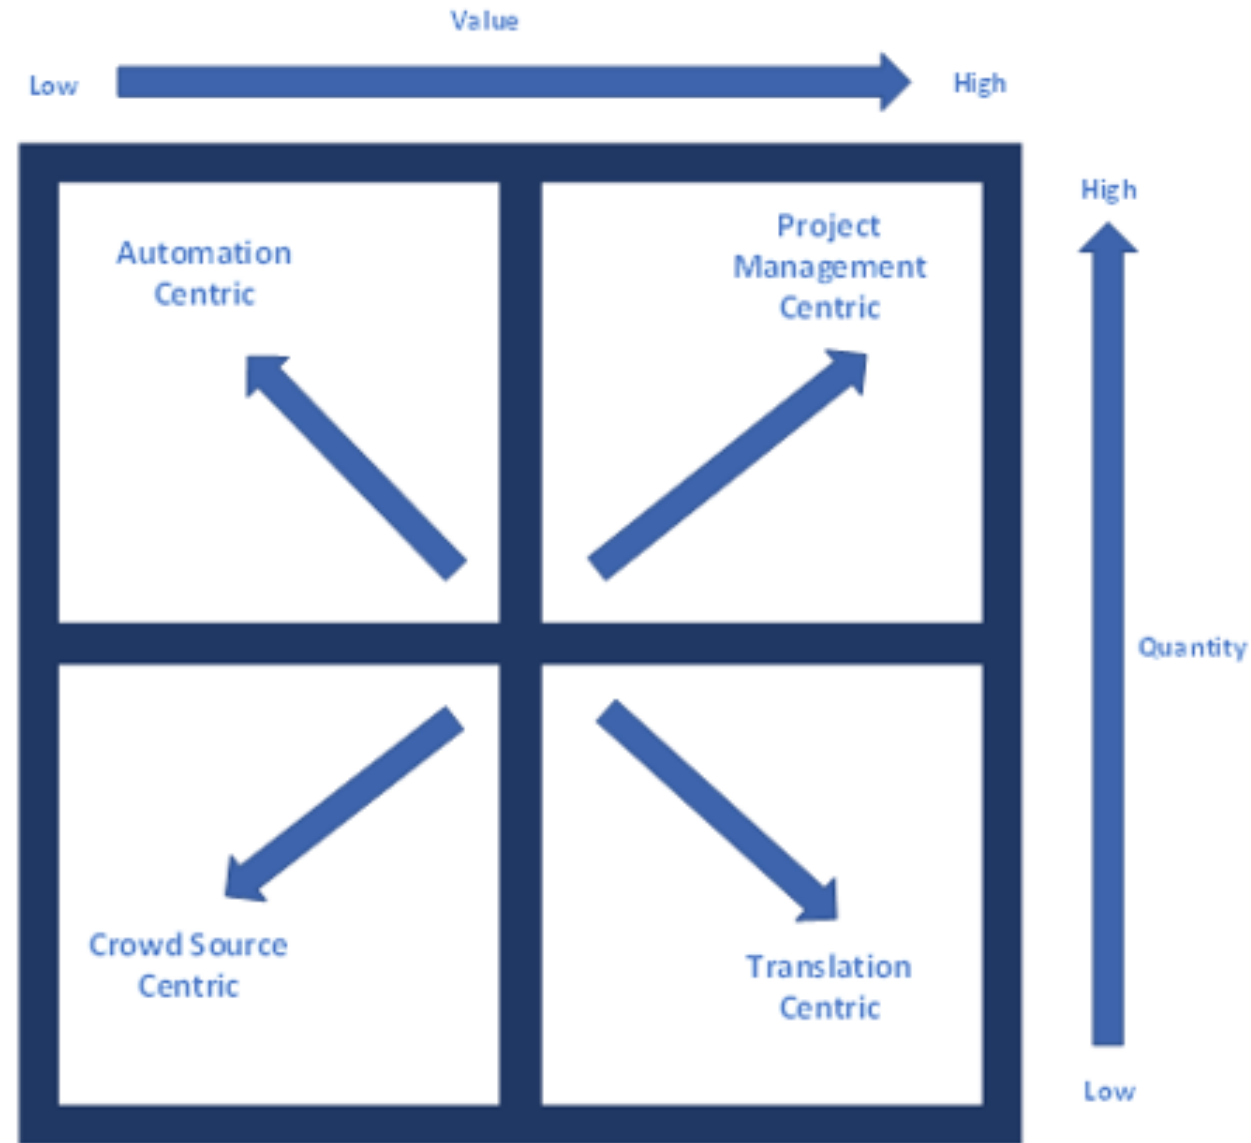 Value
Low
High
High
Automation
Centric
Project
Management
Centric
Quantity
Crowd Source
Centric
Translation
Centric
Low